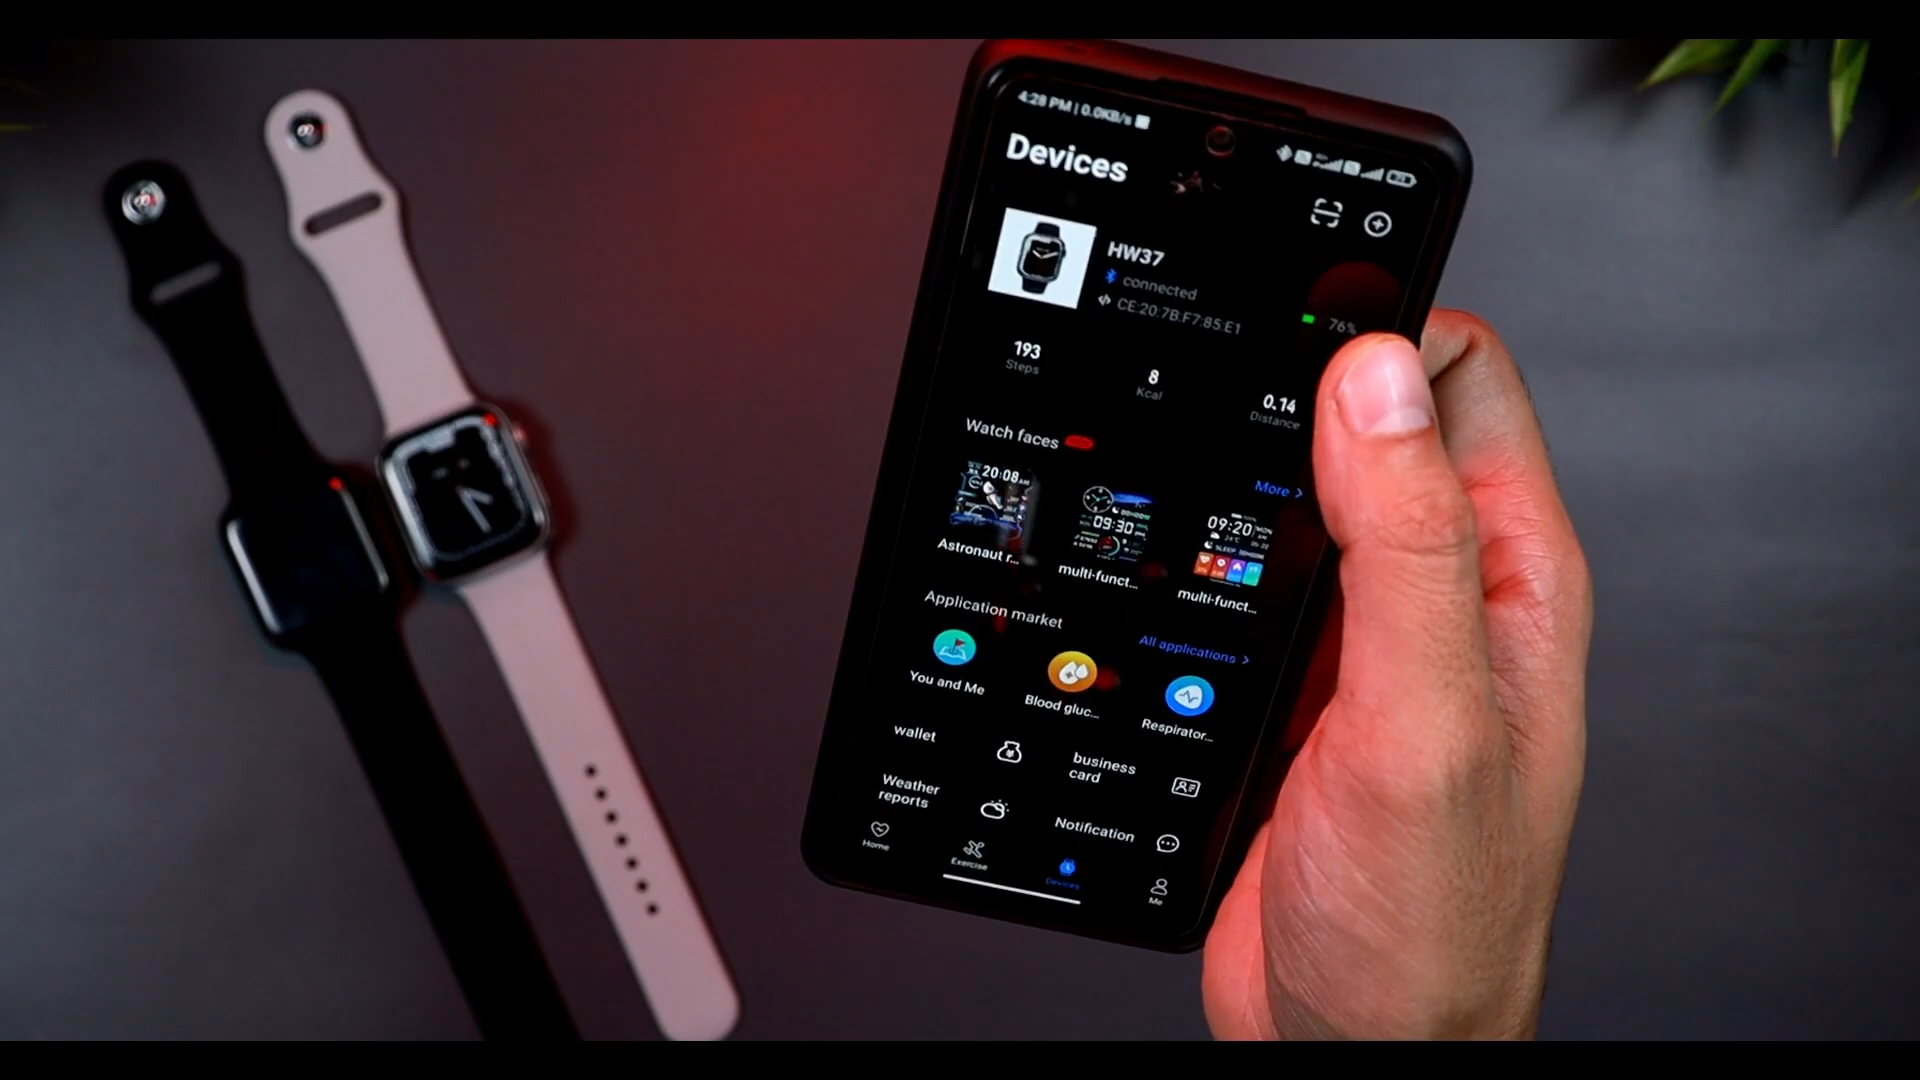 4:28 PM | 0.0KB/s
Devices
HW37
connected
CE:20:7B:F7:85:E1
76%
193
Steps
8
Kcal
0.14
Distance
Watch faces
More >
20:08
09:30
09:20
Astronaut r...
multi-funct...
multi-funct...
Application market
All applications >
You and Me
Blood gluc...
Respirator...
wallet
business
card
Weather
reports
Notification
Home
Exercise
Devices
Me